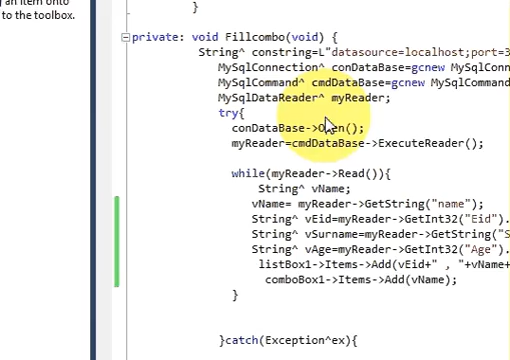 g an item onto
to the toolbox.
}
private: void Fillcombo(void) {
String^ constring=L"datasource=localhost;port=3
MySqlConnection^ conDataBase=gcnew MySqlConn
MySqlCommand^ cmdDataBase=gcnew MySqlCommand
MySqlDataReader^ myReader;
try{
conDataBase->Open();
myReader=cmdDataBase->ExecuteReader();
while(myReader->Read()){
String^ vName;
vName= myReader->GetString("name");
String^ vEid=myReader->GetInt32("Eid").
String^ vSurname=myReader->GetString("S
String^ vAge=myReader->GetInt32("Age").
listBox1->Items->Add(vEid+" , "+vName+
comboBox1->Items->Add(vName);
}
}catch(Exception^ex){